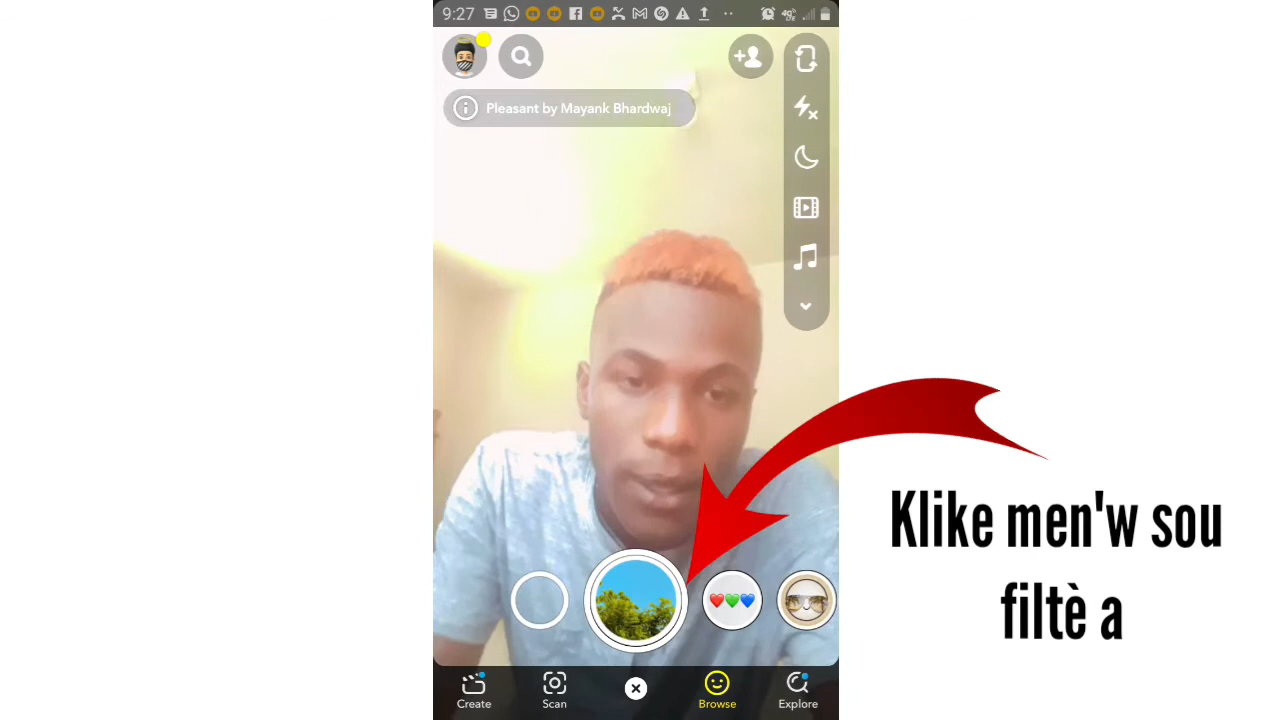 9:27
Pleasant by Mayank Bhardwaj
Klike men'w sou
filtè a
Create
Scan
Browse
Explore